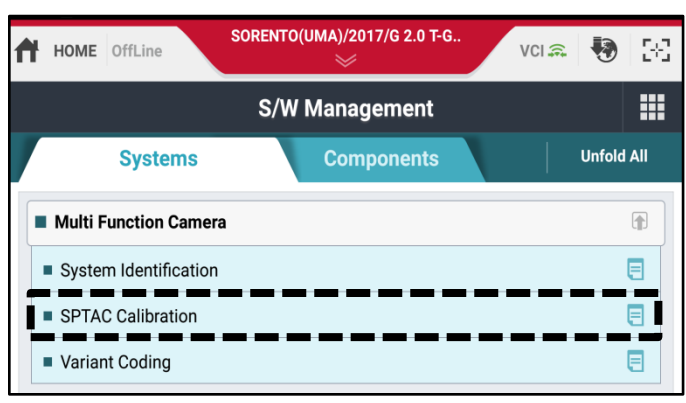 HOME OffLine SORENTO(UMA)/2017/G 2.0 T-G.. VCI
S/W Management
Systems Components Unfold All
Multi Function Camera
System Identification
SPTAC Calibration
Variant Coding